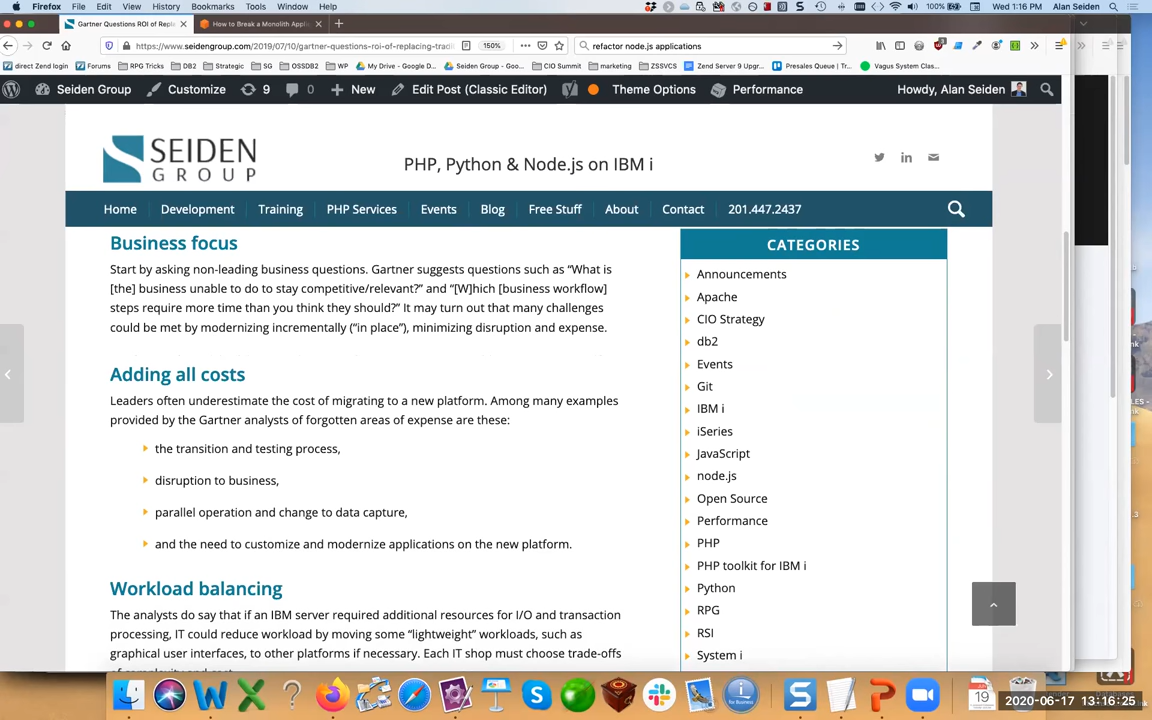 Firefox File Edit View History Bookmarks Tools Window Help 100% Wed 1:16 PM Alan Seiden
Gartner Questions ROI of Repla
How to Break a Monolith Appl
https://www.seidengroup.com/2019/07/10/gartner-questions-roi-of-replacing-tradi 150% refactor node.js applications
direct Zend login Forums RPG Tricks DB2 Strategic SG OSSDB2 WP My Drive - Google D... Seiden Group - Goo... CIO Summit marketing ZSSVCS Zend Server 9 Upgr... Presales Queue | Tr... Vagus System Clas...
Seiden Group Customize 9 0 New Edit Post (Classic Editor) Theme Options Performance Howdy, Alan Seiden
SEIDEN
GROUP
PHP, Python & Node.js on IBM i
Home Development Training PHP Services Events Blog Free Stuff About Contact 201.447.2437
Business focus
Start by asking non-leading business questions. Gartner suggests questions such as “What is
[the] business unable to do to stay competitive/relevant?” and “[W]hich [business workflow]
steps require more time than you think they should?” It may turn out that many challenges
could be met by modernizing incrementally (“in place”), minimizing disruption and expense.
Adding all costs
Leaders often underestimate the cost of migrating to a new platform. Among many examples
provided by the Gartner analysts of forgotten areas of expense are these:
the transition and testing process,
disruption to business,
parallel operation and change to data capture,
and the need to customize and modernize applications on the new platform.
Workload balancing
The analysts do say that if an IBM server required additional resources for I/O and transaction
processing, IT could reduce workload by moving some “lightweight” workloads, such as
graphical user interfaces, to other platforms if necessary. Each IT shop must choose trade-offs
of complexity and cost
CATEGORIES
Announcements
Apache
CIO Strategy
db2
Events
Git
IBM i
iSeries
JavaScript
node.js
Open Source
Performance
PHP
PHP toolkit for IBM i
Python
RPG
RSI
System i
19
2020-06-17 13:16:25